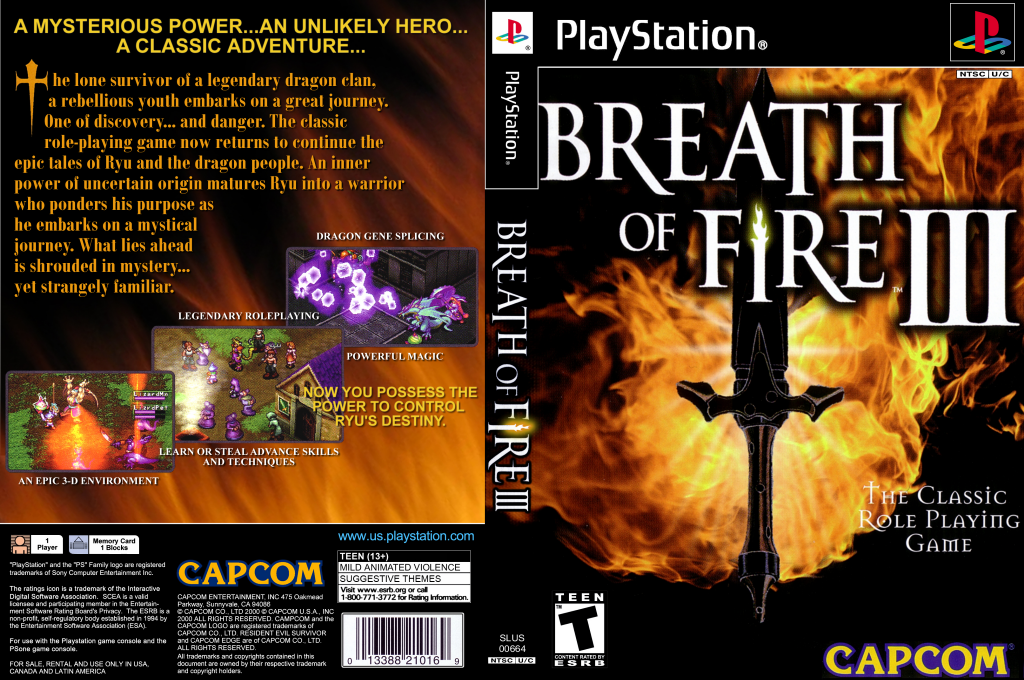 A MYSTERIOUS POWER...AN UNLIKELY HERO...
A CLASSIC ADVENTURE...
The lone survivor of a legendary dragon clan,
a rebellious youth embarks on a great journey.
One of discovery... and danger. The classic
role-playing game now returns to continue the
epic tales of Ryu and the dragon people. An inner
power of uncertain origin matures Ryu into a warrior
who ponders his purpose as
he embarks on a mystical
journey. What lies ahead
is shrouded in mystery...
yet strangely familiar.
DRAGON GENE SPLICING
LEGENDARY ROLEPLAYING
POWERFUL MAGIC
LizardMn
LzrdPet
NOW YOU POSSESS THE
POWER TO CONTROL
RYU'S DESTINY.
LEARN OR STEAL ADVANCE SKILLS
AND TECHNIQUES
AN EPIC 3-D ENVIRONMENT
1
Player
Memory Card
1 Blocks
"PlayStation" and the "PS" Family logo are registered
trademarks of Sony Computer Entertainment Inc.
The ratings icon is a trademark of the Interactive
Digital Software Association. SCEA is a valid
licensee and participating member in the Entertain-
ment Software Rating Board's Privacy. The ESRB is a
non-profit, self-regulatory body established in 1994 by
the Entertainment Software Association (ESA).
For use with the Playstation game console and the
PSone game console.
FOR SALE, RENTAL AND USE ONLY IN USA,
CANADA AND LATIN AMERICA
CAPCOM
CAPCOM ENTERTAINMENT, INC 475 Oakmead
Parkway, Sunnyvale, CA 94086
© CAPCOM CO., LTD 2000 © CAPCOM U.S.A., INC
2000 ALL RIGHTS RESERVED. CAMPCOM and the
CAPCOM LOGO are registered trademarks of
CAPCOM CO., LTD. RESIDENT EVIL SURVIVOR
and CAPCOM EDGE are of CAPCOM CO., LTD.
ALL RIGHTS RESERVED.
All trademarks and copyrights contained in this
document are owned by their respective trademark
and copyright holders.
www.us.playstation.com
TEEN (13+)
MILD ANIMATED VIOLENCE
SUGGESTIVE THEMES
Visit www.esrb.org or call
1-800-771-3772 for Rating Information.
0 13388 21016 9
PlayStation®
BREATH OF FIRE III
SLUS
00664
NTSC U/C
PlayStation®
NTSC U/C
BREATH
OF FIRE III
™
The Classic
Role Playing
Game
TEEN
T
™
CONTENT RATED BY
ESRB
CAPCOM®